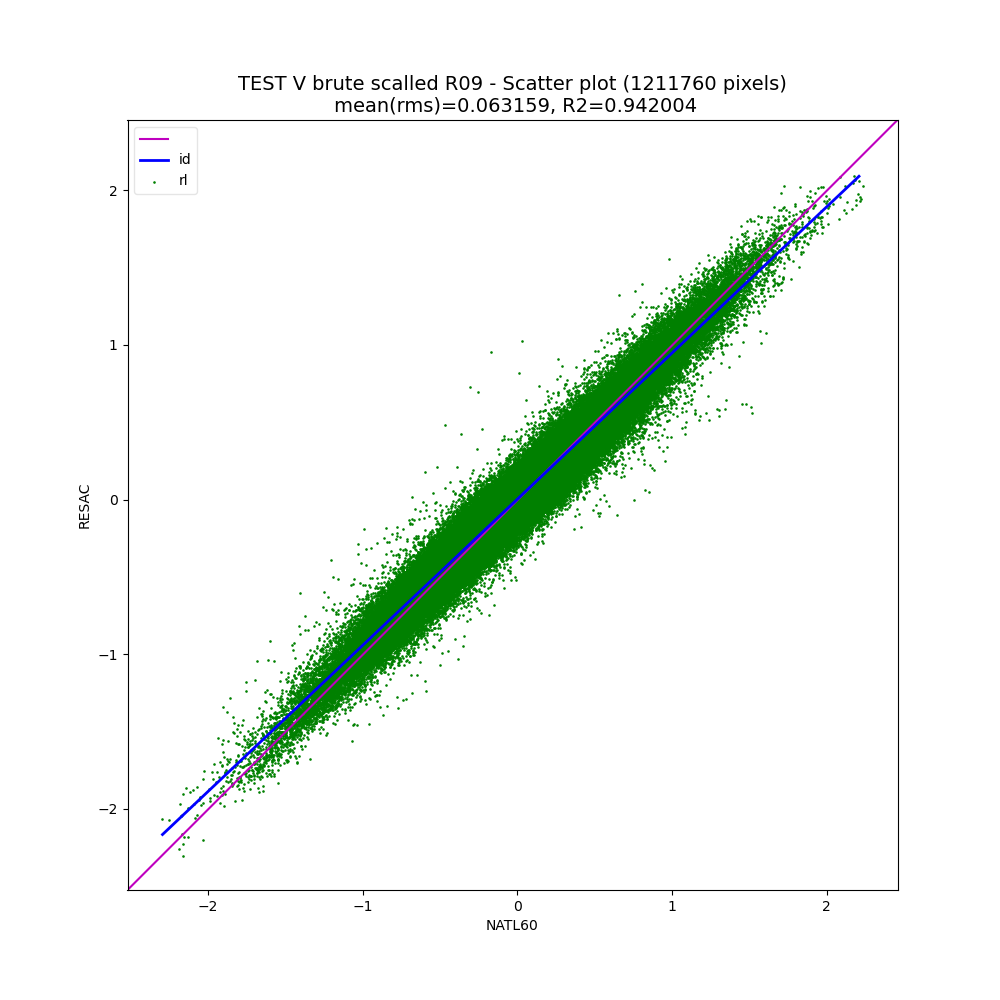 TEST V brute scalled R09 - Scatter plot (1211760 pixels)
mean(rms)=0.063159, R2=0.942004
id
rl
2
1
0
−1
−2
RESAC
−2
−1
0
1
2
NATL60